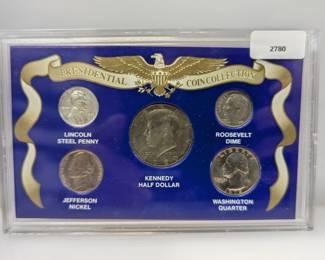 2780
PRESIDENTIAL COIN COLLECTION
LINCOLN
STEEL PENNY
ROOSEVELT
DIME
KENNEDY
HALF DOLLAR
JEFFERSON
NICKEL
WASHINGTON
QUARTER